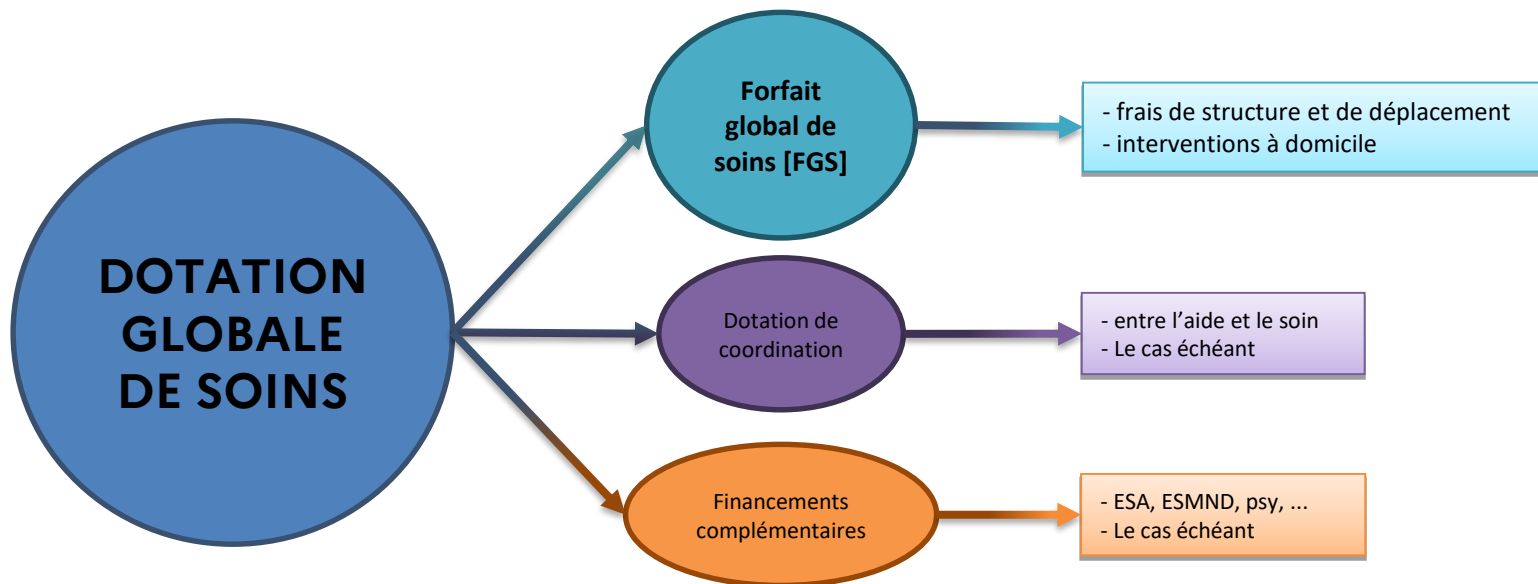 DOTATION
GLOBALE
DE SOINS
Forfait
global de
soins [FGS]
- frais de structure et de déplacement
- interventions à domicile
Dotation de
coordination
- entre l’aide et le soin
- Le cas échéant
Financements
complémentaires
- ESA, ESMND, psy, ...
- Le cas échéant